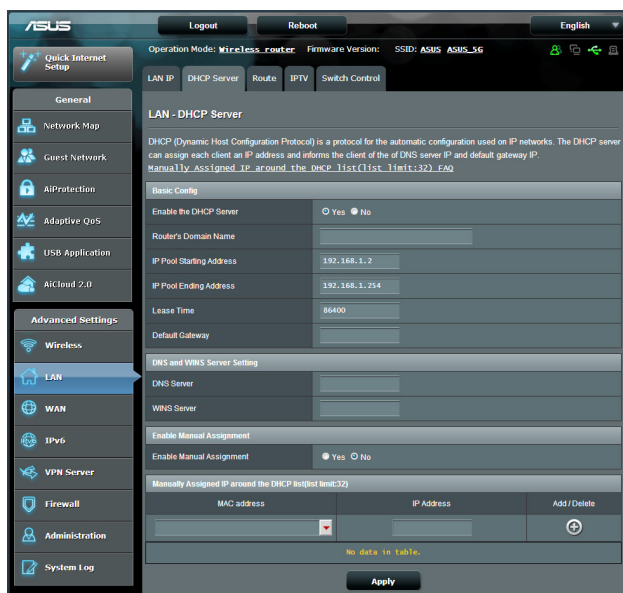 ASUS
Logout
Reboot
English
Quick Internet Setup
Operation Mode: Wireless router Firmware Version: SSID: ASUS ASUS_5G
LAN IP
DHCP Server
Route
IPTV
Switch Control
General
Network Map
Guest Network
AiProtection
Adaptive QoS
USB Application
AiCloud 2.0
Advanced Settings
Wireless
LAN
WAN
IPv6
VPN Server
Firewall
Administration
System Log
LAN - DHCP Server
DHCP (Dynamic Host Configuration Protocol) is a protocol for the automatic configuration used on IP networks. The DHCP server
can assign each client an IP address and informs the client of the of DNS server IP and default gateway IP.
Manually Assigned IP around the DHCP list(list limit:32) FAQ
Basic Config
Enable the DHCP Server Yes No
Router's Domain Name
IP Pool Starting Address 192.168.1.2
IP Pool Ending Address 192.168.1.254
Lease Time 86400
Default Gateway
DNS and WINS Server Setting
DNS Server
WINS Server
Enable Manual Assignment
Enable Manual Assignment Yes No
Manually Assigned IP around the DHCP list(list limit:32)
MAC address IP Address Add / Delete
No data in table.
Apply